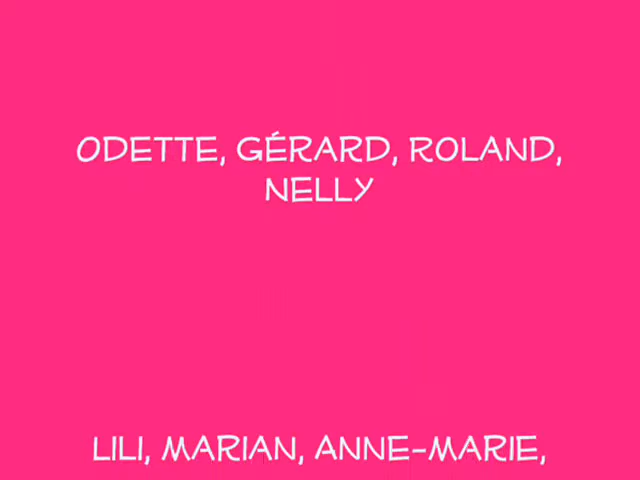 ODETTE, GÉRARD, ROLAND,
NELLY
LILI, MARIAN, ANNE-MARIE,